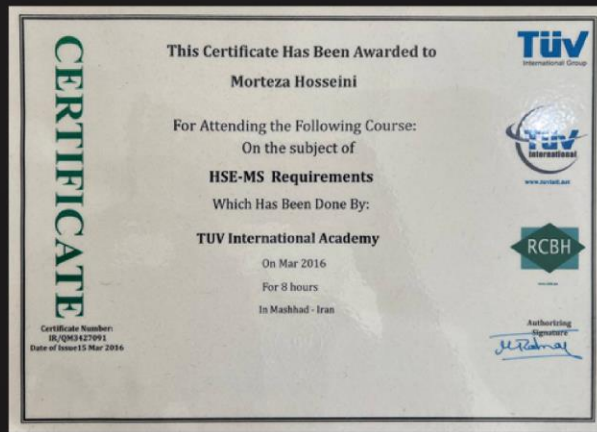 CERTIFICATE
This Certificate Has Been Awarded to
Morteza Hosseini
For Attending the Following Course:
On the subject of
HSE-MS Requirements
Which Has Been Done By:
TUV International Academy
On Mar 2016
For 8 hours
In Mashhad - Iran
Certificate Number:
IR/QM3427091
Date of Issue15 Mar 2016
TÜV
International Group
TÜV
International
RCBH
Authorizing
Signature